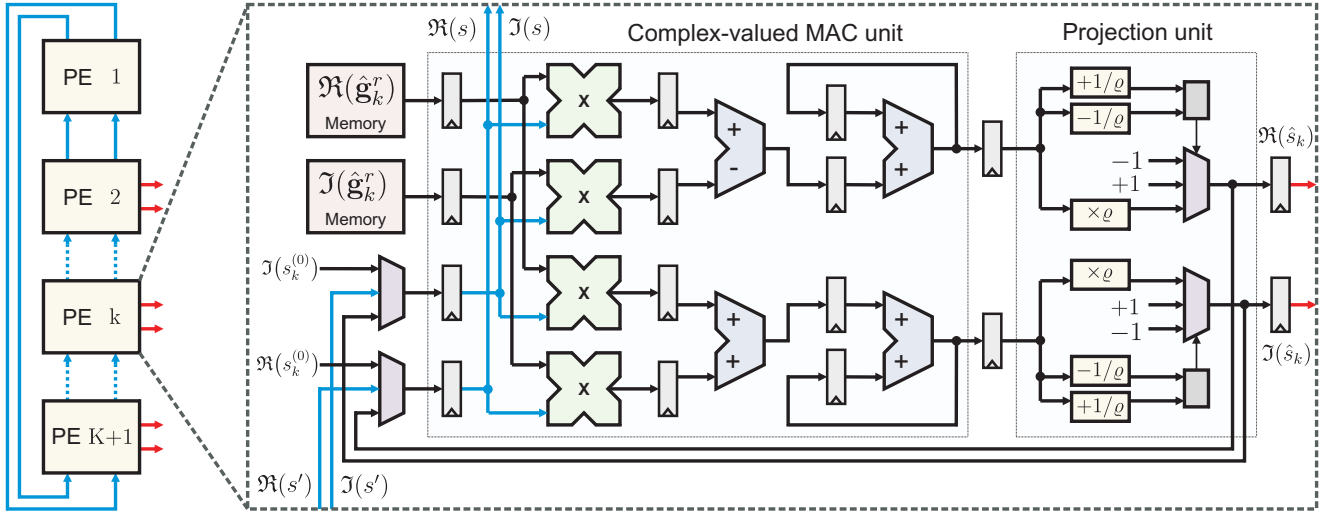 PE 1
PE 2
PE k
PE K+1
ℜ(s) ℑ(s)
Complex-valued MAC unit
Projection unit
ℜ(ĝ_k^r)
Memory
ℑ(ĝ_k^r)
Memory
ℑ(s_k^{(0)})
ℜ(s_k^{(0)})
ℜ(s′) ℑ(s′)
x
x
x
x
+
-
+
+
+
+
+
+
+1/ϱ
−1/ϱ
−1
+1
×ϱ
ℜ(ŝ_k)
×ϱ
+1
−1
−1/ϱ
+1/ϱ
ℑ(ŝ_k)